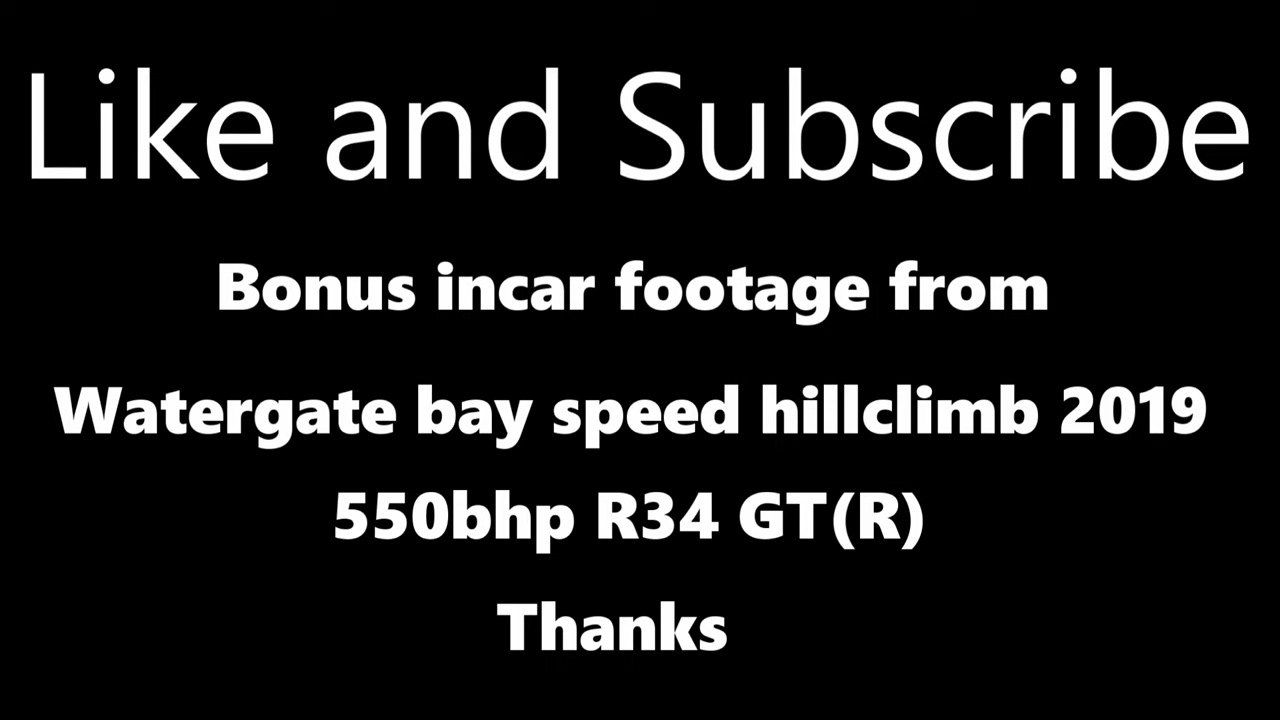 Like and Subscribe
Bonus incar footage from
Watergate bay speed hillclimb 2019
550bhp R34 GT(R)
Thanks